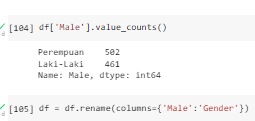 [104] df['Male'].value_counts()
Perempuan    502
Laki-Laki    461
Name: Male, dtype: int64
[105] df = df.rename(columns={'Male':'Gender'})